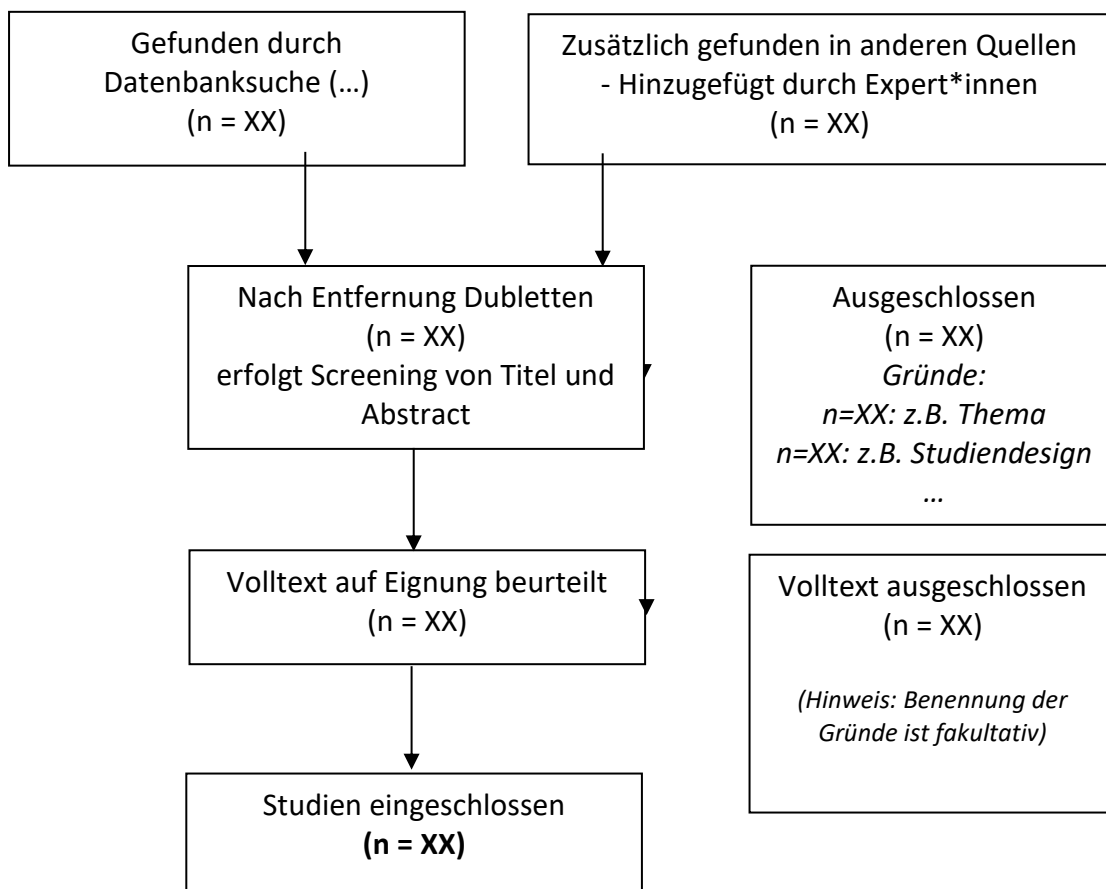 Gefunden durch
Datenbanksuche (…)
(n = XX)
Zusätzlich gefunden in anderen Quellen
- Hinzugefügt durch Expert*innen
(n = XX)
Nach Entfernung Dubletten
(n = XX)
erfolgt Screening von Titel und
Abstract
Ausgeschlossen
(n = XX)
Gründe:
n=XX: z.B. Thema
n=XX: z.B. Studiendesign
…
Volltext auf Eignung beurteilt
(n = XX)
Volltext ausgeschlossen
(n = XX)
(Hinweis: Benennung der
Gründe ist fakultativ)
Studien eingeschlossen
(n = XX)